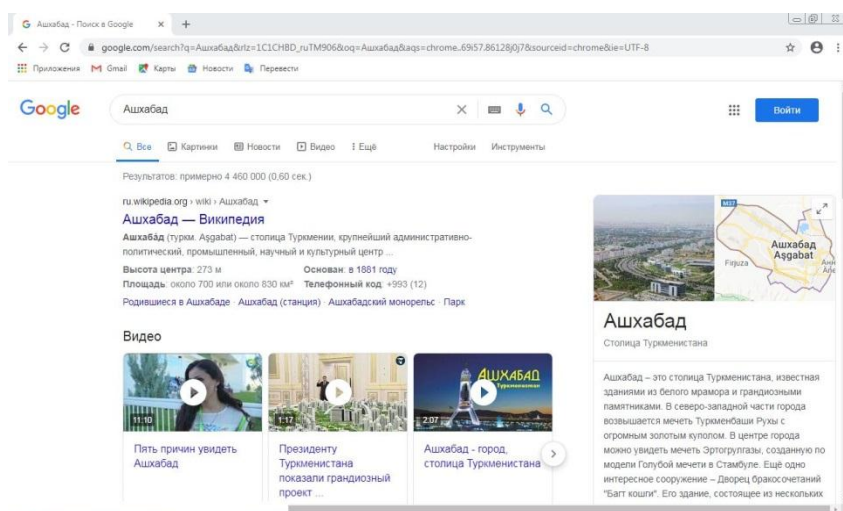 Ашхабад - Поиск в Google
google.com/search?q=Ашхабад&rlz=1C1CHBD_ruTM906&oq=Ашхабад&aqs=chrome..69i57.86128j0j7&sourceid=chrome&ie=UTF-8
Приложения Gmail Карты Новости Перевести
Google Ашхабад Войти
Все Картинки Новости Видео Ещё Настройки Инструменты
Результатов: примерно 4 460 000 (0,60 сек.)
ru.wikipedia.org › wiki › Ашхабад
Ашхабад — Википедия
Ашхаба́д (туркм. Aşgabat) — столица Туркмении, крупнейший административно-
политический, промышленный, научный и культурный центр ...
Высота центра: 273 м Основан: в 1881 году
Площадь: около 700 или около 830 км² Телефонный код: +993 (12)
Родившиеся в Ашхабаде · Ашхабад (станция) · Ашхабадский монорельс · Парк
Видео
11:10
1:17
АШХАБАД
Туркменистан
2:07
Пять причин увидеть
Ашхабад
Президенту
Туркменистана
показали грандиозный
проект ...
Ашхабад - город,
столица Туркменистана
M37
Ашхабад
Aşgabat
Firjuza
Ашхабад
Столица Туркменистана
Ашхабад – это столица Туркменистана, известная
зданиями из белого мрамора и грандиозными
памятниками. В северо-западной части города
возвышается мечеть Туркменбаши Рухы с
огромным золотым куполом. В центре города
можно увидеть мечеть Эртогрулгазы, созданную по
модели Голубой мечети в Стамбуле. Ещё одно
интересное сооружение – Дворец бракосочетаний
"Багт кошги". Его здание, состоящее из нескольких